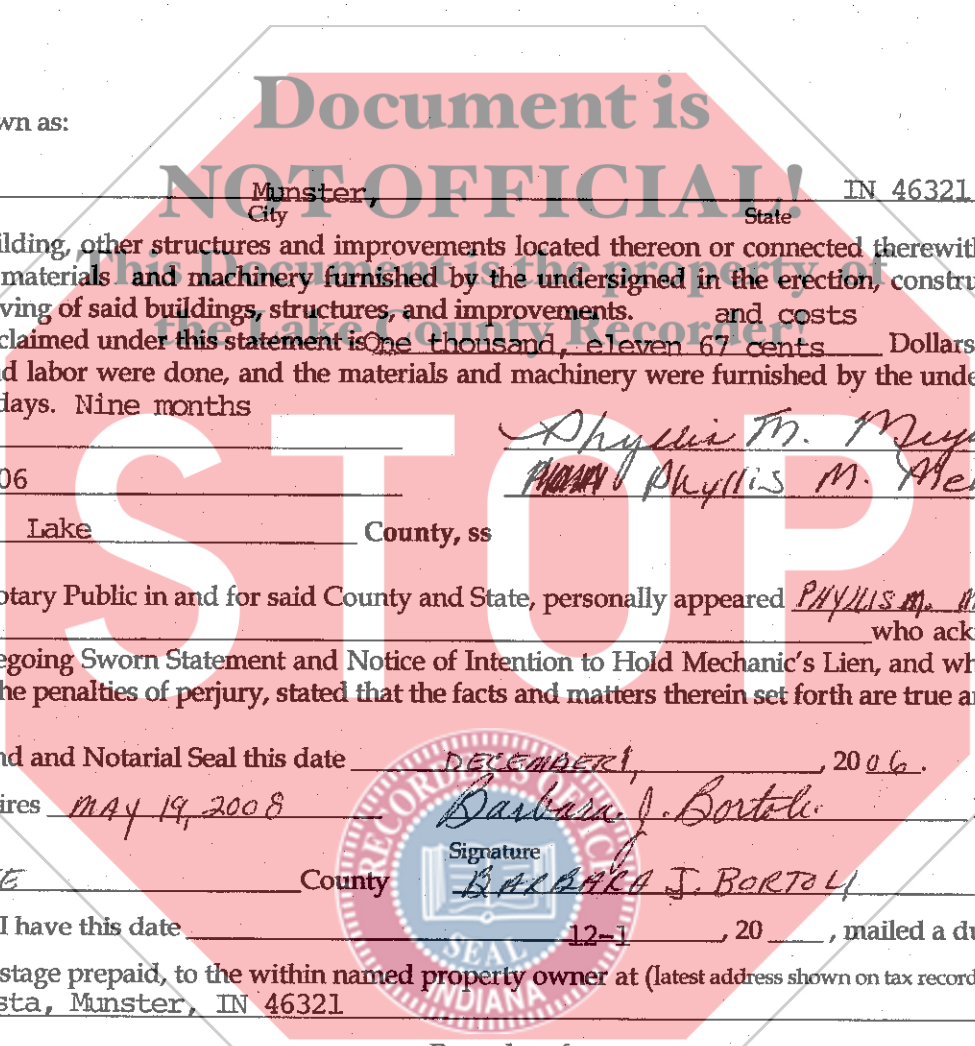 Document is
wn as:
NOT OFFICIAL!
Munster, IN 46321
City State
ilding, other structures and improvements located thereon or connected therewith
This Document is the property of
materials and machinery furnished by the undersigned in the erection, constru
ving of said buildings, structures, and improvements. and costs
the Lake County Recorder!
claimed under this statement is One thousand, eleven 67 cents Dollars
d labor were done, and the materials and machinery were furnished by the unde
days. Nine months
Phyllis M.
06 Phyllis M.
Lake County, ss
STOP
otary Public in and for said County and State, personally appeared PHYLLIS M.
who ack
egoing Sworn Statement and Notice of Intention to Hold Mechanic's Lien, and wh
he penalties of perjury, stated that the facts and matters therein set forth are true a
nd and Notarial Seal this date DECEMBER 1, 2006.
ires MAY 19, 2008 Barbara J. Bortoli
Signature
E County BARBARA J. BORTOLI
I have this date 12-1, 20 , mailed a du
stage prepaid, to the within named property owner at (latest address shown on tax record
sta, Munster, IN 46321
RECORDER'S OFFICE
SEAL
INDIANA